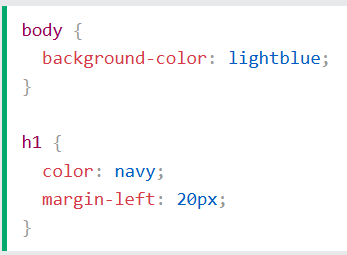 body {
  background-color: lightblue;
}

h1 {
  color: navy;
  margin-left: 20px;
}